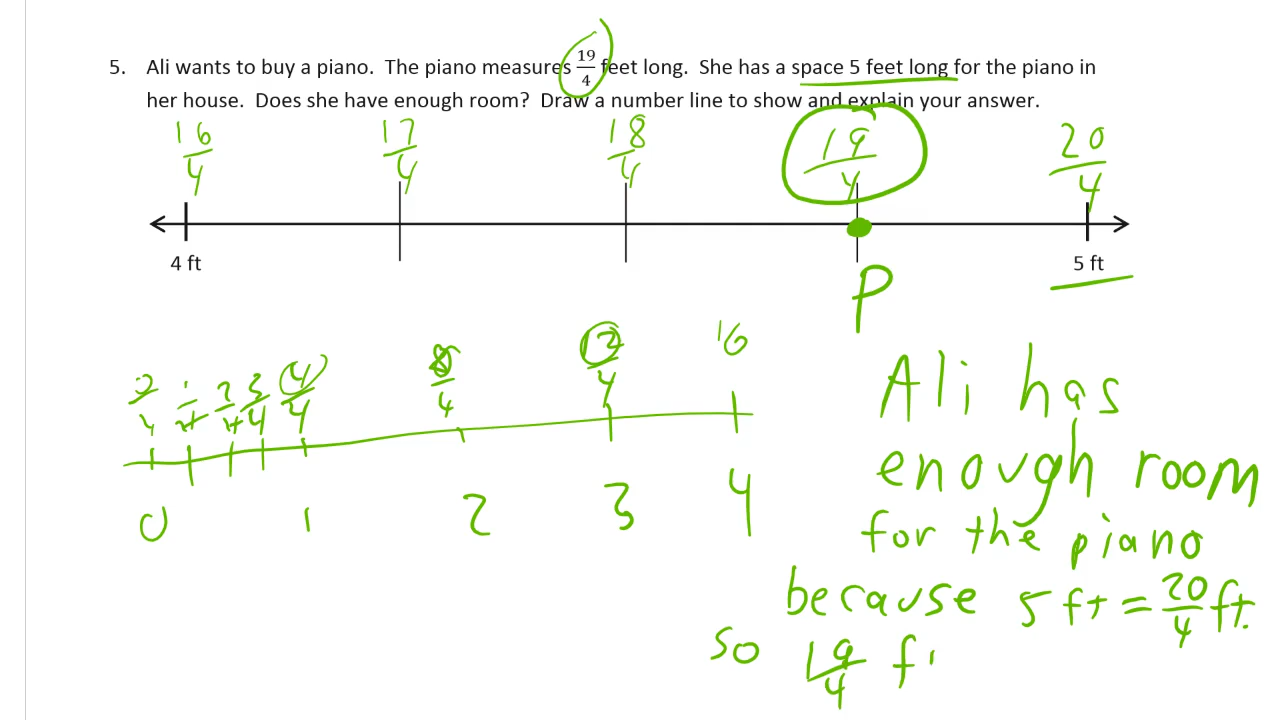 5. Ali wants to buy a piano. The piano measures 19/4 feet long. She has a space 5 feet long for the piano in
her house. Does she have enough room? Draw a number line to show and explain your answer.
16/4 17/4 18/4 19/4 20/4
4 ft 5 ft
P
8/4 12/4 16
2/4 3/4 4/4
0 1 2 3 4
Ali has
enough room
for the piano
because 5 ft = 20/4 ft.
so 19/4 f